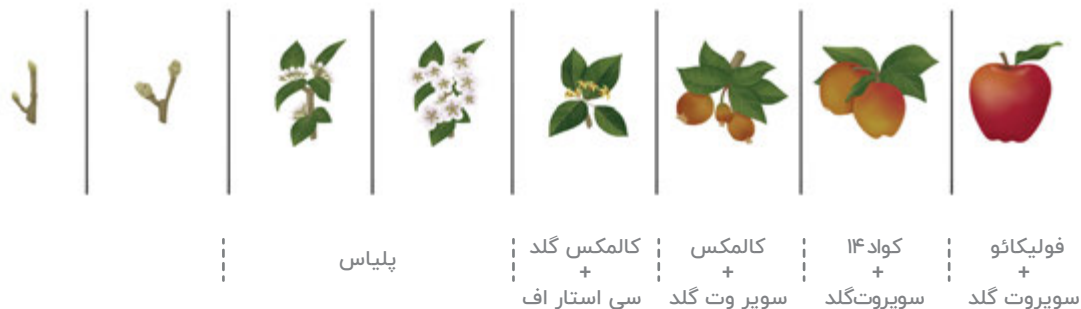 فولیکائو
+
سویروت گلد
کواد۱۴
+
سویروت‌گلد
کالمکس
+
سویر وت گلد
کالمکس گلد
+
سی استار اف
پلیاس